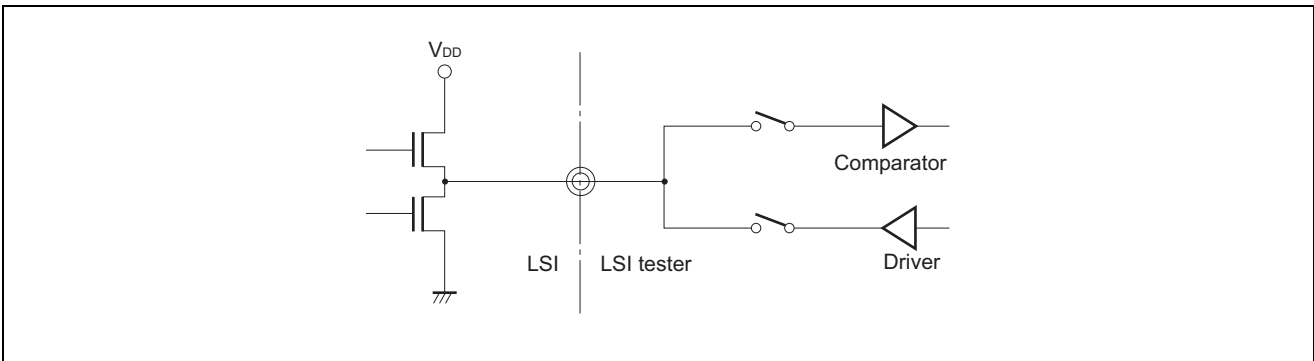 VDD
Comparator
LSI
LSI tester
Driver